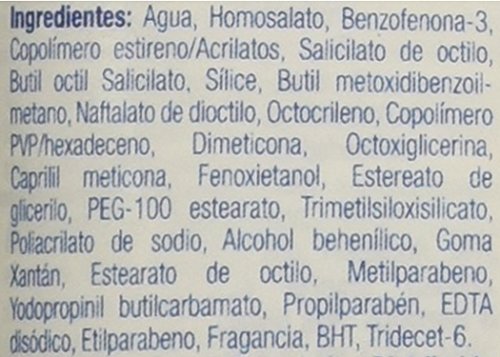 Ingredientes: Agua, Homosalato, Benzofenona-3,
Copolímero estireno/Acrilatos, Salicilato de octilo,
Butil octil Salicilato, Sílice, Butil metoxidibenzoil-
metano, Naftalato de dioctilo, Octocrileno, Copolímero
PVP/hexadeceno, Dimeticona, Octoxiglicerina,
Caprilil meticona, Fenoxietanol, Estereato de
glicerilo, PEG-100 estearato, Trimetilsiloxisilicato,
Poliacrilato de sodio, Alcohol behenílico, Goma
Xantán, Estearato de octilo, Metilparabeno,
Yodopropinil butilcarbamato, Propilparabén, EDTA
disódico, Etilparabeno, Fragancia, BHT, Tridecet-6.